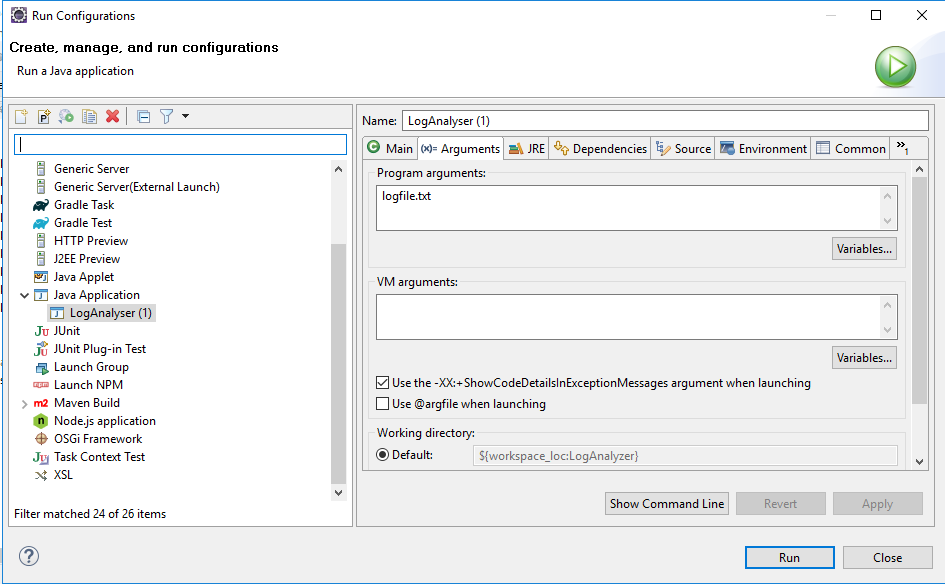 Run Configurations
Create, manage, and run configurations
Run a Java application
Name: LogAnalyser (1)
Main (x)= Arguments JRE Dependencies Source Environment Common »1
Program arguments:
logfile.txt
Variables...
VM arguments:
Variables...
Use the -XX:+ShowCodeDetailsInExceptionMessages argument when launching
Use @argfile when launching
Working directory:
Default: ${workspace_loc:LogAnalyzer}
Generic Server
Generic Server(External Launch)
Gradle Task
Gradle Test
HTTP Preview
J2EE Preview
Java Applet
Java Application
LogAnalyser (1)
Ju JUnit
JUnit Plug-in Test
Launch Group
Launch NPM
m2 Maven Build
n Node.js application
OSGi Framework
Ju Task Context Test
XSL
Filter matched 24 of 26 items
Show Command Line Revert Apply
? Run Close